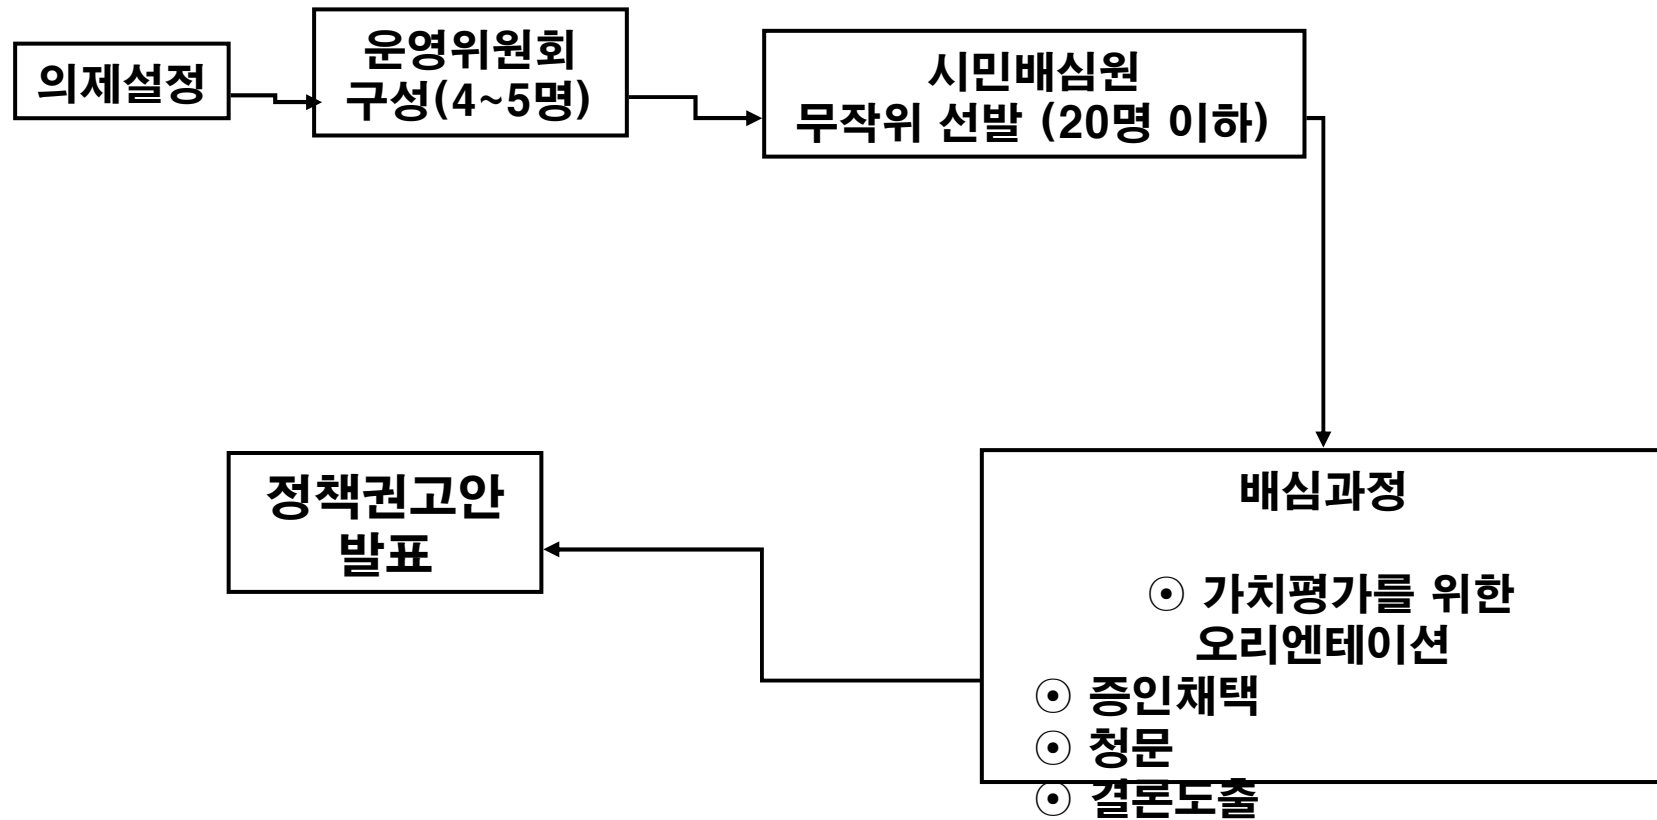 의제설정
운영위원회
구성(4~5명)
시민배심원
무작위 선발 (20명 이하)
정책권고안
발표
배심과정
⊙ 가치평가를 위한
오리엔테이션
⊙ 증인채택
⊙ 청문
⊙ 결론도출